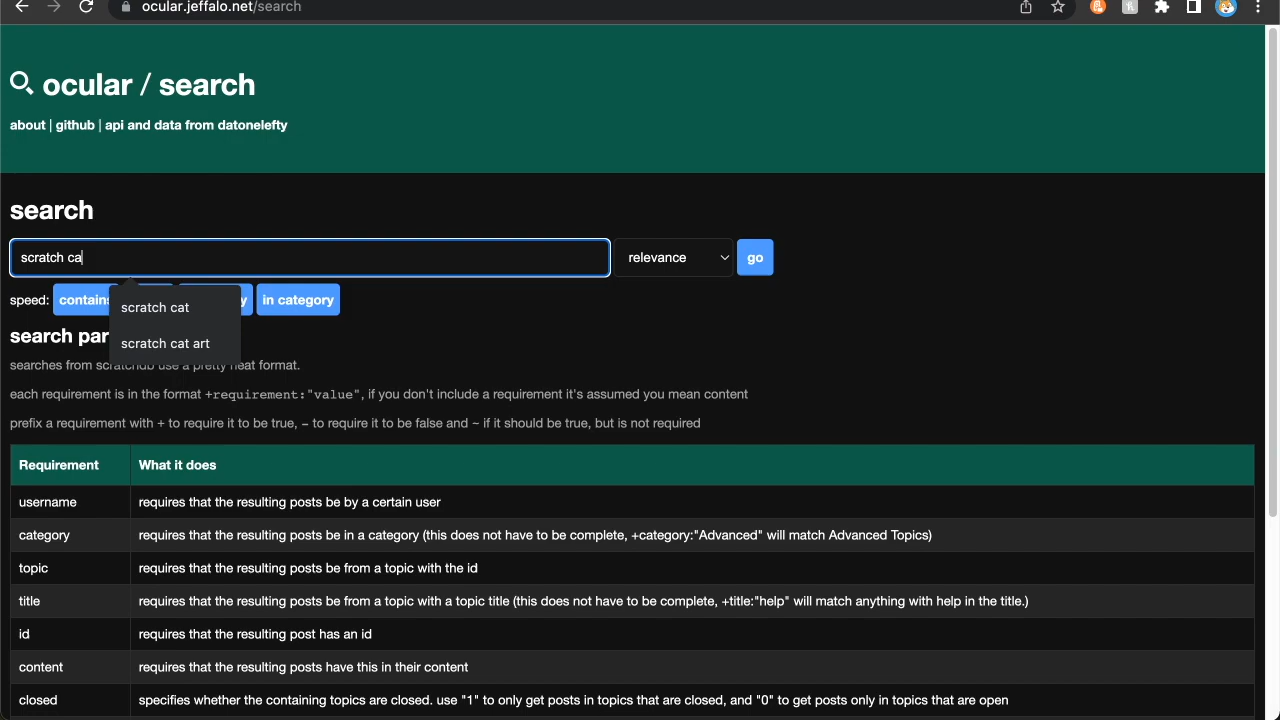 ocular.jeffalo.net/search
ocular / search
about | github | api and data from datonelefty
search
scratch ca
relevance
go
speed: contains
y
in category
scratch cat
scratch cat art
search par
searches from scratchdb use a pretty neat format.
each requirement is in the format +requirement:"value", if you don't include a requirement it's assumed you mean content
prefix a requirement with + to require it to be true, − to require it to be false and ~ if it should be true, but is not required
Requirement What it does
username requires that the resulting posts be by a certain user
category requires that the resulting posts be in a category (this does not have to be complete, +category:"Advanced" will match Advanced Topics)
topic requires that the resulting posts be from a topic with the id
title requires that the resulting posts be from a topic with a topic title (this does not have to be complete, +title:"help" will match anything with help in the title.)
id requires that the resulting post has an id
content requires that the resulting posts have this in their content
closed specifies whether the containing topics are closed. use "1" to only get posts in topics that are closed, and "0" to get posts only in topics that are open